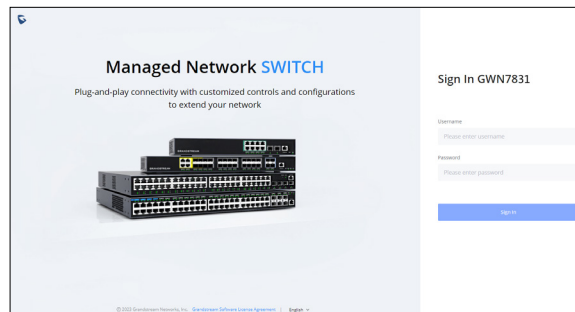 Managed Network SWITCH
Plug-and-play connectivity with customized controls and configurations
to extend your network
Sign In GWN7831
Username
Please enter username
Password
Please enter password
Sign In
© 2022 Grandstream Networks, Inc. Grandstream Software License Agreement | English